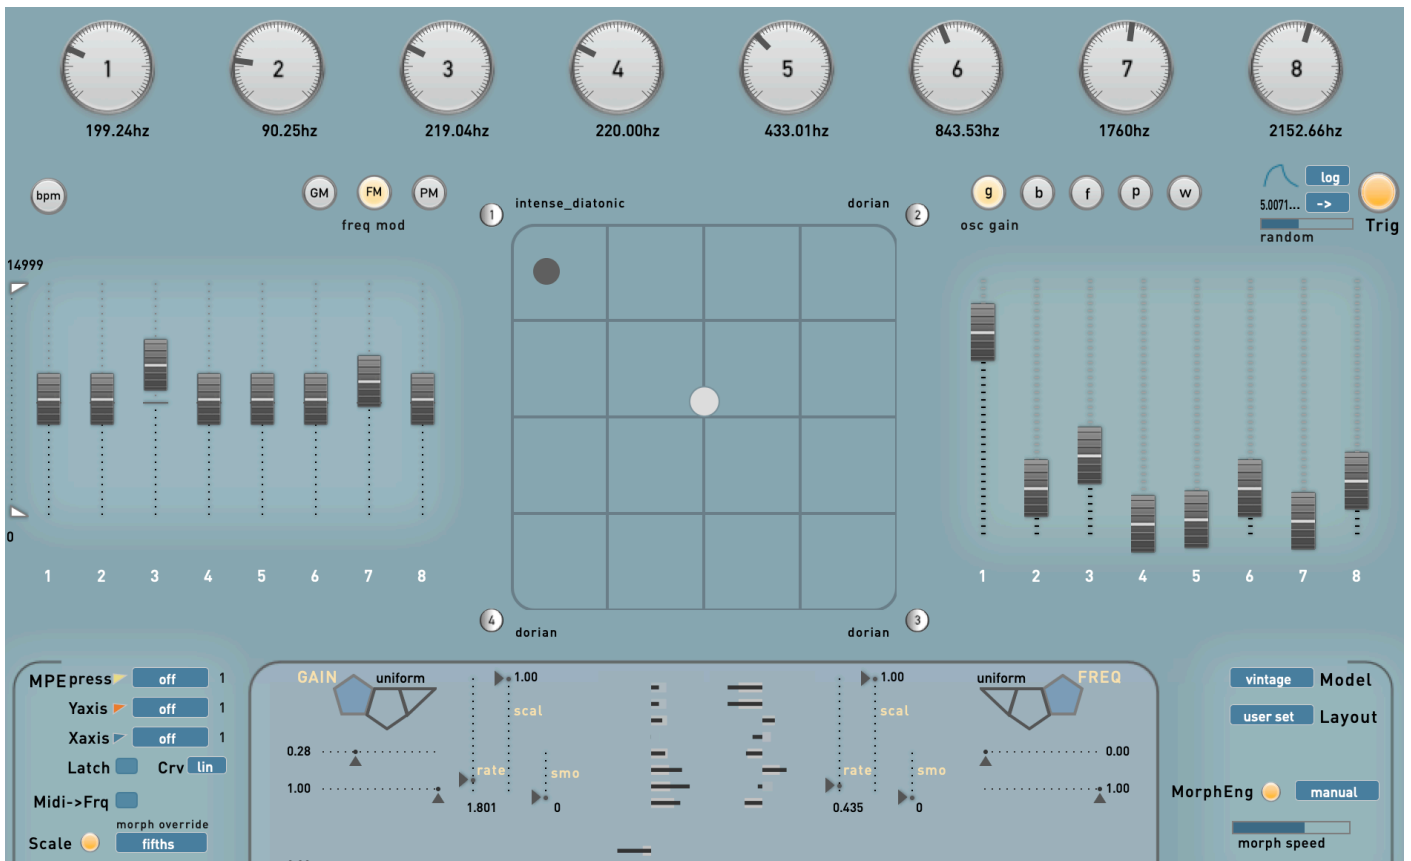 1 2 3 4 5 6 7 8
199.24hz 90.25hz 219.04hz 220.00hz 433.01hz 843.53hz 1760hz 2152.66hz
bpm GM FM PM
freq mod
1 intense_diatonic dorian 2
g b f p w
osc gain
log
5.0071... ->
random Trig
14999
0
1 2 3 4 5 6 7 8
1 2 3 4 5 6 7 8
4 dorian dorian 3
MPE press off 1
Yaxis off 1
Xaxis off 1
Latch Crv lin
Midi->Frq
morph override
Scale fifths
GAIN uniform 1.00
scal
0.28
rate smo
1.00
1.801 0
1.00 uniform FREQ
scal
0.00
rate smo
1.00
0.435 0
vintage Model
user set Layout
MorphEng manual
morph speed